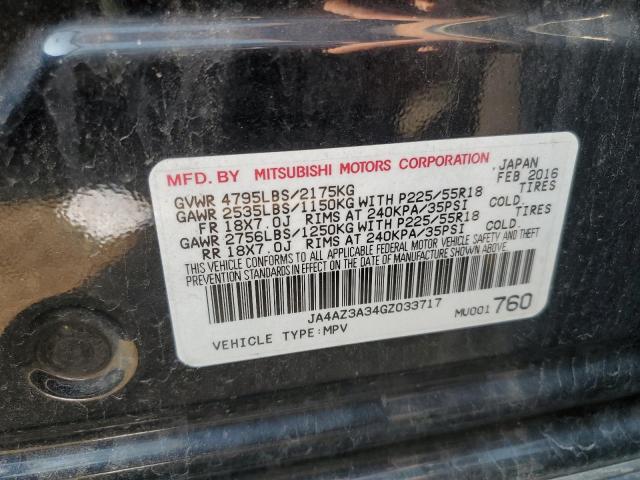 MFD. BY MITSUBISHI MOTORS CORPORATION JAPAN
FEB 2016
GVWR 4795LBS/2175KG
GAWR 2535LBS/1150KG WITH P225/55R18 TIRES
FR 18X7.0J RIMS AT 240KPA/35PSI COLD.
GAWR 2756LBS/1250KG WITH P225/55R18 TIRES
RR 18X7.0J RIMS AT 240KPA/35PSI COLD.
THIS VEHICLE CONFORMS TO ALL APPLICABLE FEDERAL MOTOR VEHICLE SAFETY AND THEFT
PREVENTION STANDARDS IN EFFECT ON THE DATE OF MANUFACTURE SHOWN ABOVE.
JA4AZ3A34GZ033717 MU001760
VEHICLE TYPE:MPV